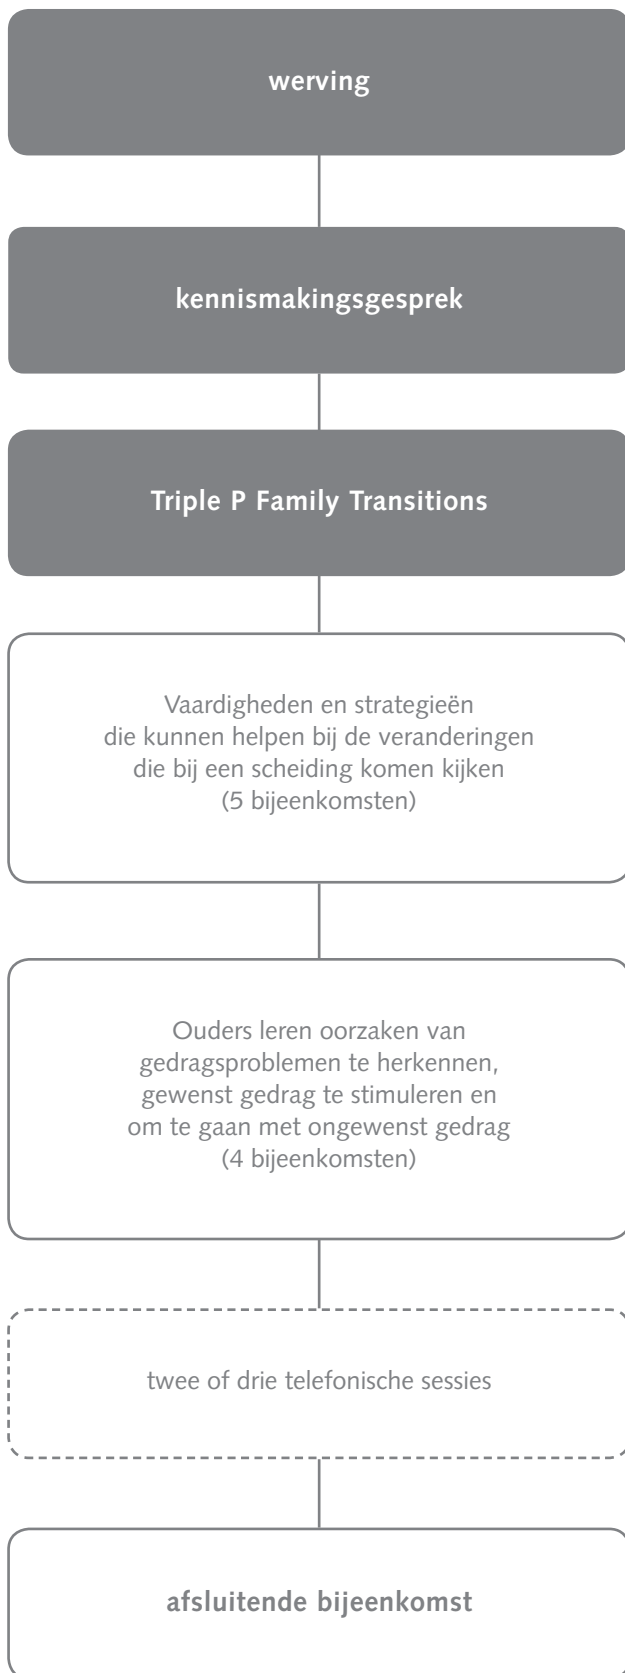 werving
kennismakingsgesprek
Triple P Family Transitions
Vaardigheden en strategieën
die kunnen helpen bij de veranderingen
die bij een scheiding komen kijken
(5 bijeenkomsten)
Ouders leren oorzaken van
gedragsproblemen te herkennen,
gewenst gedrag te stimuleren en
om te gaan met ongewenst gedrag
(4 bijeenkomsten)
twee of drie telefonische sessies
afsluitende bijeenkomst